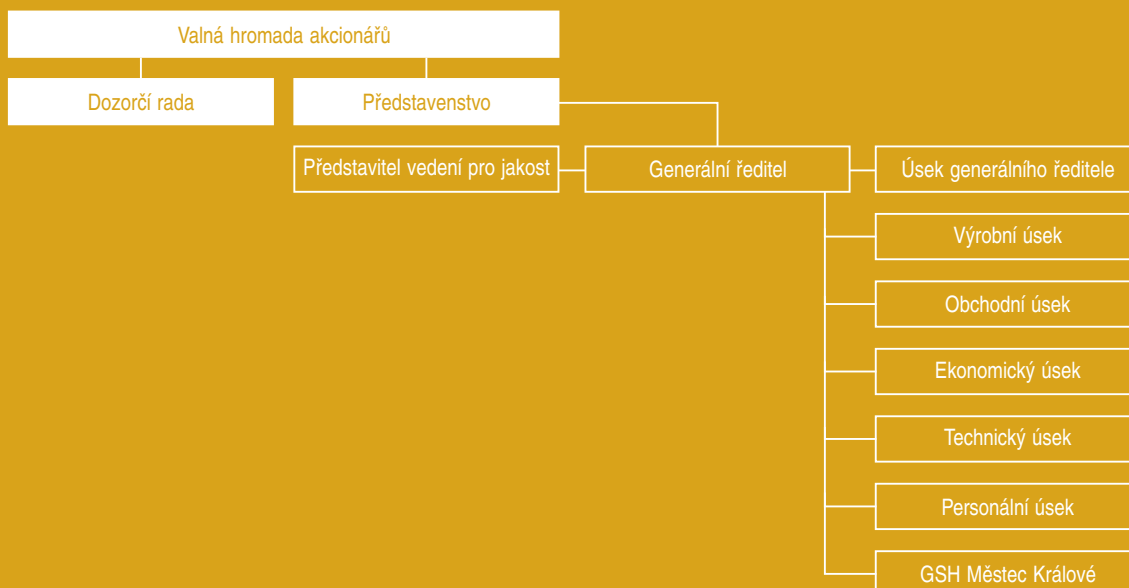 Valná hromada akcionářů
Dozorčí rada
Představenstvo
Představitel vedení pro jakost
Generální ředitel
Úsek generálního ředitele
Výrobní úsek
Obchodní úsek
Ekonomický úsek
Technický úsek
Personální úsek
GSH Městec Králové